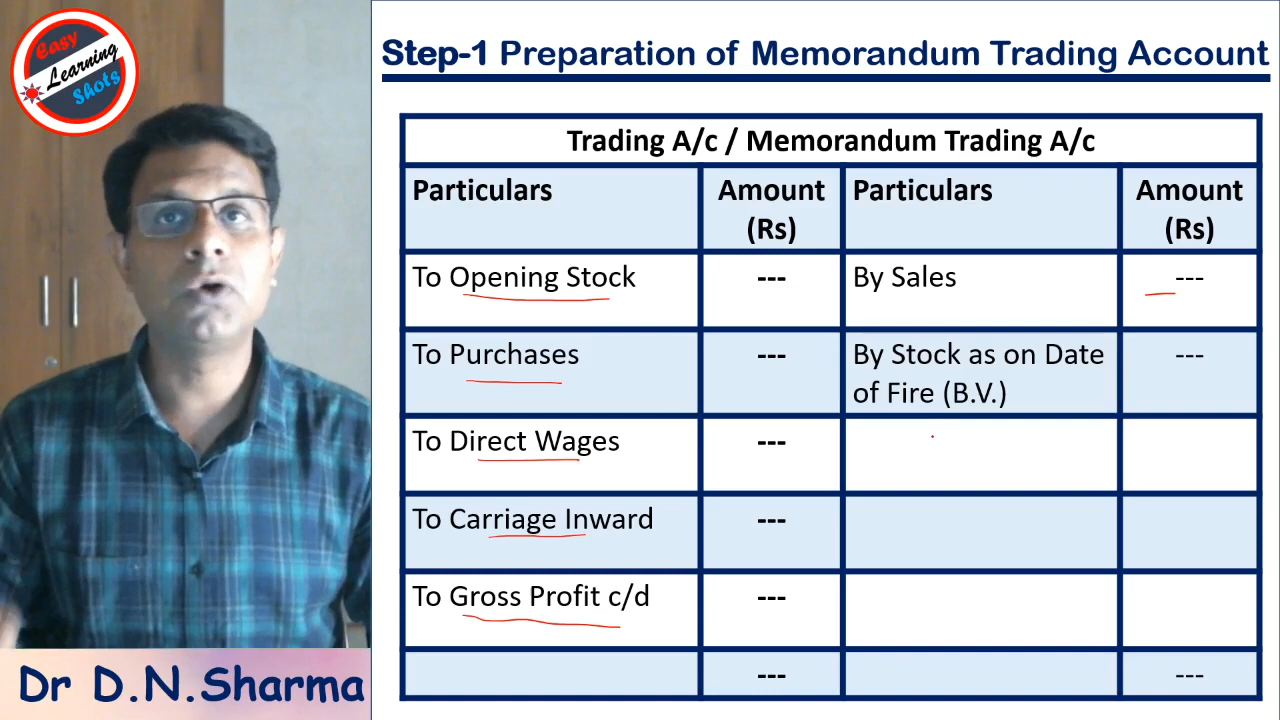 Easy
Learning
Shots
Step-1 Preparation of Memorandum Trading Account
Trading A/c / Memorandum Trading A/c
Particulars Amount (Rs) Particulars Amount (Rs)
To Opening Stock --- By Sales ---
To Purchases --- By Stock as on Date of Fire (B.V.) ---
To Direct Wages ---
To Carriage Inward ---
To Gross Profit c/d ---
--- ---
Dr D.N.Sharma